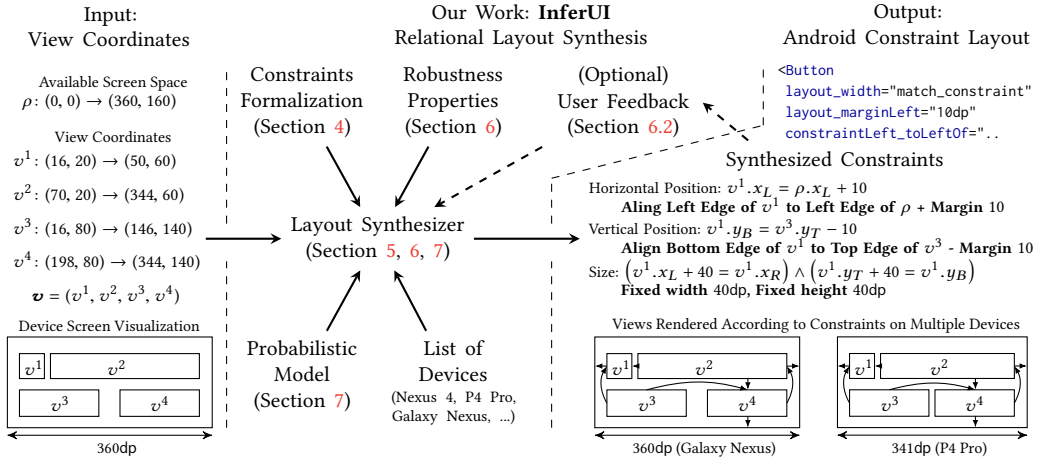 Input:
View Coordinates
Available Screen Space
ρ: (0, 0) → (360, 160)
View Coordinates
v¹: (16, 20) → (50, 60)
v²: (70, 20) → (344, 60)
v³: (16, 80) → (146, 140)
v⁴: (198, 80) → (344, 140)
v = (v¹, v², v³, v⁴)
Device Screen Visualization
v¹ v²
v³ v⁴
360dp
Our Work: InferUI
Relational Layout Synthesis
Constraints
Formalization
(Section 4)
Robustness
Properties
(Section 6)
(Optional)
User Feedback
(Section 6.2)
Layout Synthesizer
(Section 5, 6, 7)
Probabilistic
Model
(Section 7)
List of
Devices
(Nexus 4, P4 Pro,
Galaxy Nexus, ...)
Output:
Android Constraint Layout
<Button
layout_width="match_constraint"
layout_marginLeft="10dp"
constraintLeft_toLeftOf="..
Synthesized Constraints
Horizontal Position: v¹.x_L = ρ.x_L + 10
Aling Left Edge of v¹ to Left Edge of ρ + Margin 10
Vertical Position: v¹.y_B = v³.y_T − 10
Align Bottom Edge of v¹ to Top Edge of v³ - Margin 10
Size: (v¹.x_L + 40 = v¹.x_R) ∧ (v¹.y_T + 40 = v¹.y_B)
Fixed width 40dp, Fixed height 40dp
Views Rendered According to Constraints on Multiple Devices
v¹ v²
v³ v⁴
360dp (Galaxy Nexus)
v¹ v²
v³ v⁴
341dp (P4 Pro)